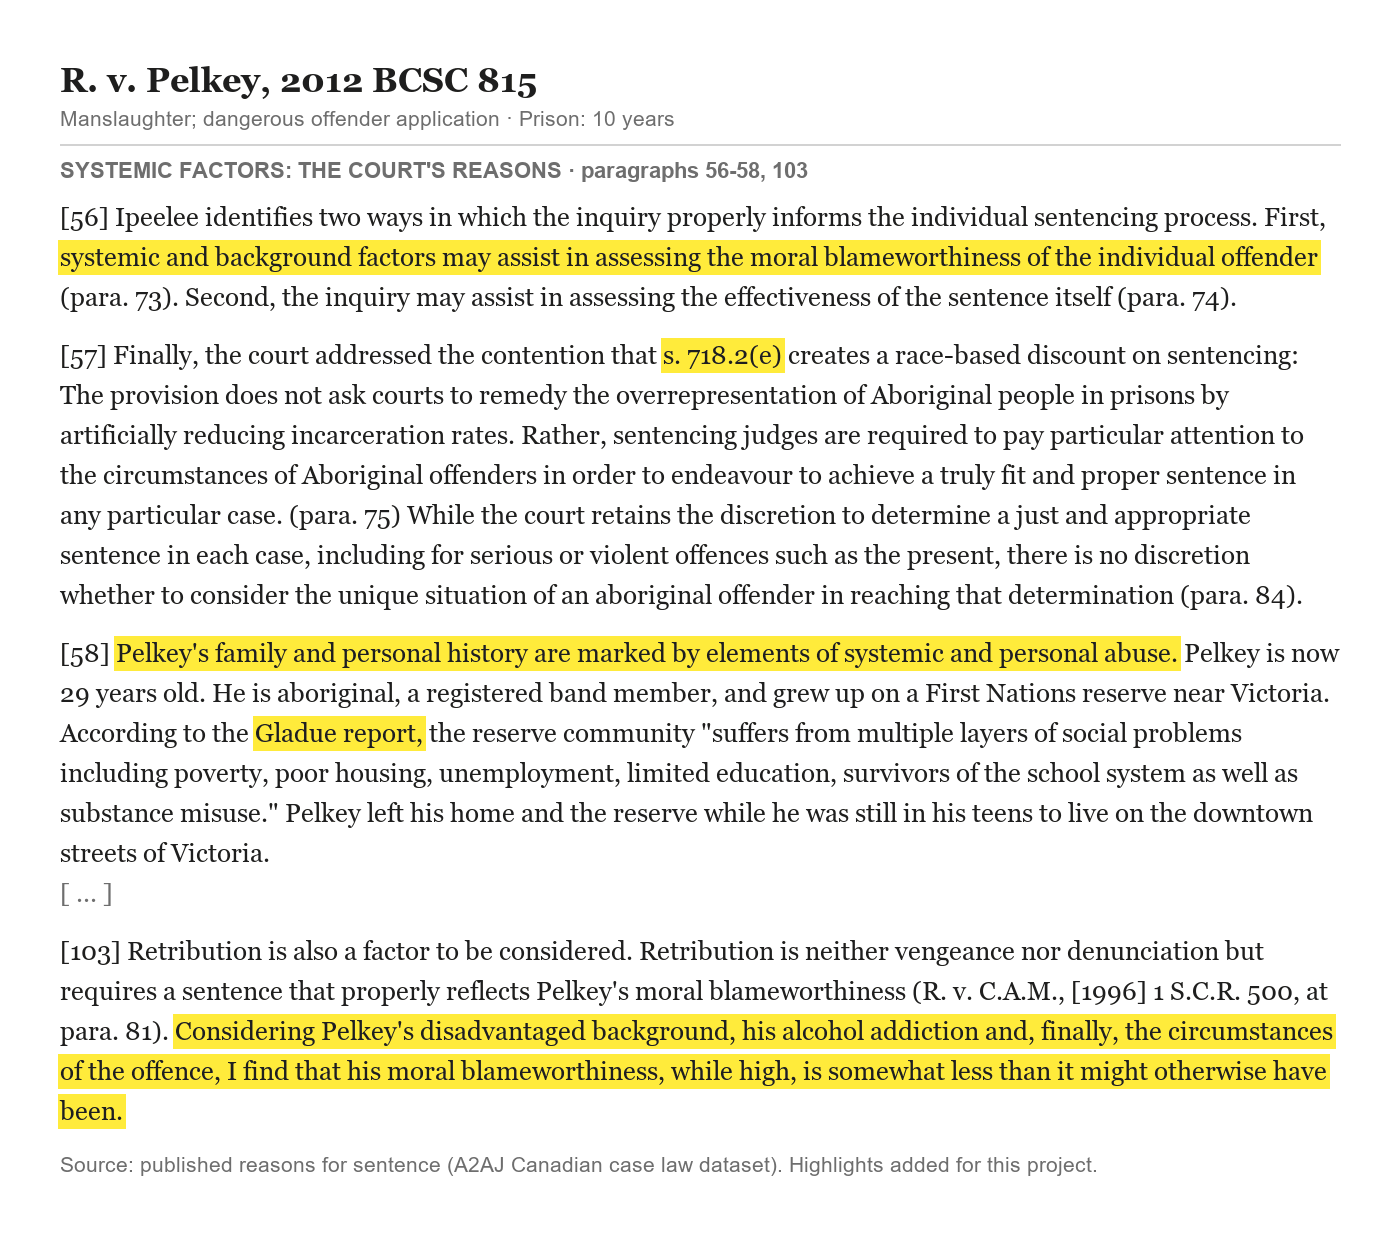 R. v. Pelkey, 2012 BCSC 815
Manslaughter; dangerous offender application · Prison: 10 years
SYSTEMIC FACTORS: THE COURT'S REASONS · paragraphs 56-58, 103
[56] Ipeelee identifies two ways in which the inquiry properly informs the individual sentencing process. First,
systemic and background factors may assist in assessing the moral blameworthiness of the individual offender
(para. 73). Second, the inquiry may assist in assessing the effectiveness of the sentence itself (para. 74).
[57] Finally, the court addressed the contention that s. 718.2(e) creates a race-based discount on sentencing:
The provision does not ask courts to remedy the overrepresentation of Aboriginal people in prisons by
artificially reducing incarceration rates. Rather, sentencing judges are required to pay particular attention to
the circumstances of Aboriginal offenders in order to endeavour to achieve a truly fit and proper sentence in
any particular case. (para. 75) While the court retains the discretion to determine a just and appropriate
sentence in each case, including for serious or violent offences such as the present, there is no discretion
whether to consider the unique situation of an aboriginal offender in reaching that determination (para. 84).
[58] Pelkey's family and personal history are marked by elements of systemic and personal abuse. Pelkey is now
29 years old. He is aboriginal, a registered band member, and grew up on a First Nations reserve near Victoria.
According to the Gladue report, the reserve community "suffers from multiple layers of social problems
including poverty, poor housing, unemployment, limited education, survivors of the school system as well as
substance misuse." Pelkey left his home and the reserve while he was still in his teens to live on the downtown
streets of Victoria.
[ ... ]
[103] Retribution is also a factor to be considered. Retribution is neither vengeance nor denunciation but
requires a sentence that properly reflects Pelkey's moral blameworthiness (R. v. C.A.M., [1996] 1 S.C.R. 500, at
para. 81). Considering Pelkey's disadvantaged background, his alcohol addiction and, finally, the circumstances
of the offence, I find that his moral blameworthiness, while high, is somewhat less than it might otherwise have
been.
Source: published reasons for sentence (A2AJ Canadian case law dataset). Highlights added for this project.